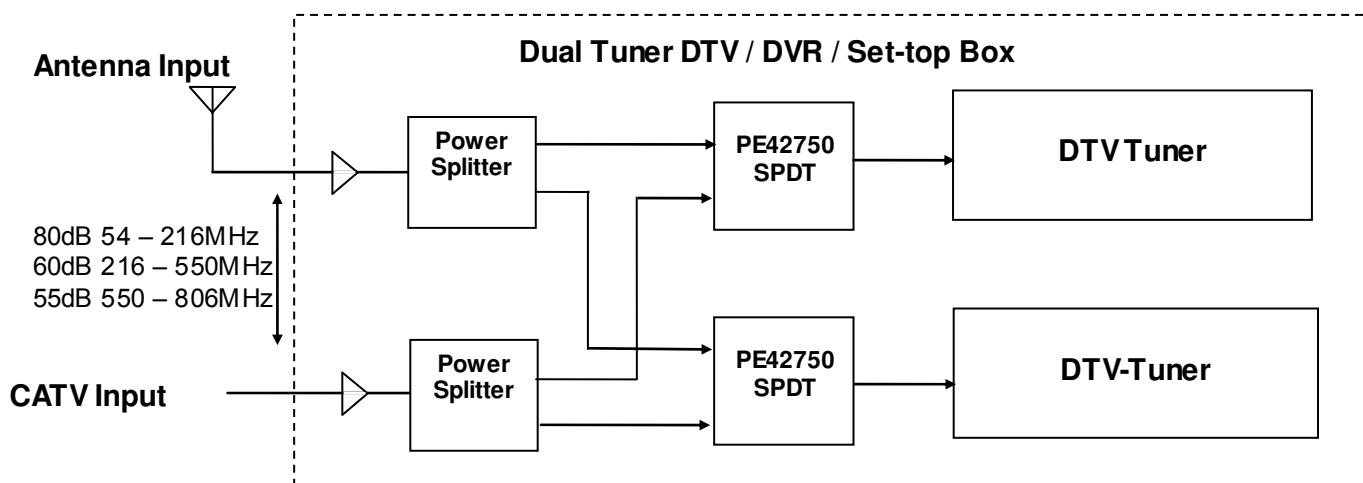 Dual Tuner DTV / DVR / Set-top Box
Antenna Input
Power
Splitter
PE42750
SPDT
DTV Tuner
80dB 54 – 216MHz
60dB 216 – 550MHz
55dB 550 – 806MHz
CATV Input
Power
Splitter
PE42750
SPDT
DTV-Tuner